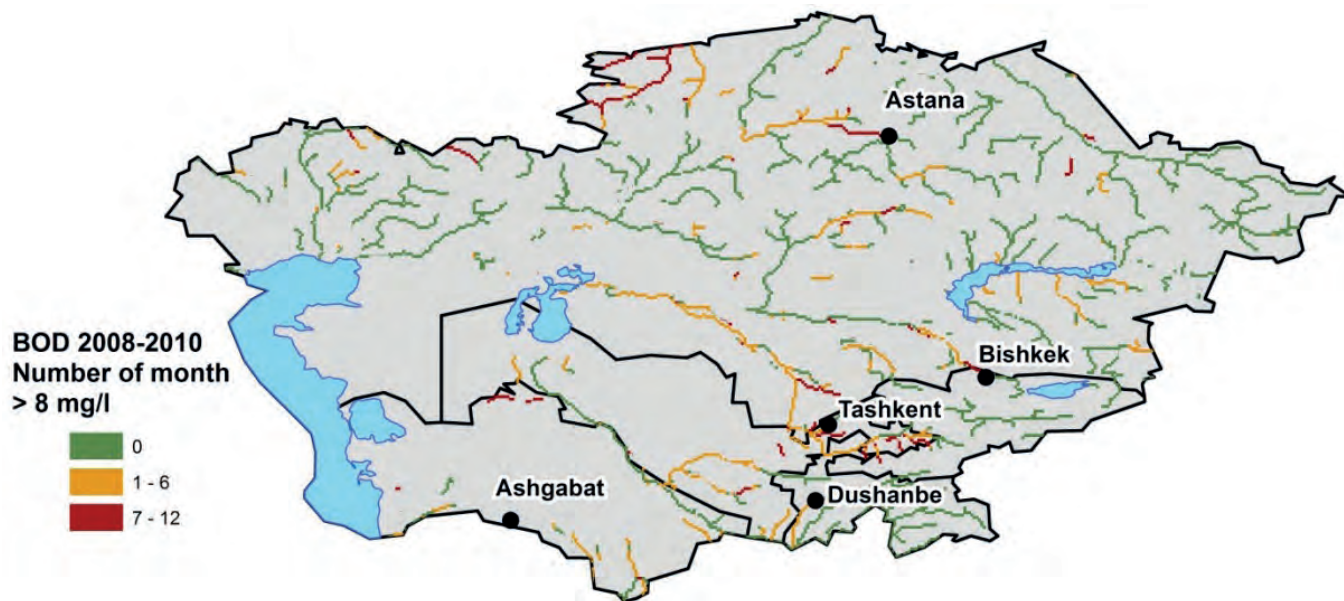 Astana
BOD 2008-2010
Number of month
> 8 mg/l
0
1 - 6
7 - 12
Bishkek
Tashkent
Ashgabat
Dushanbe